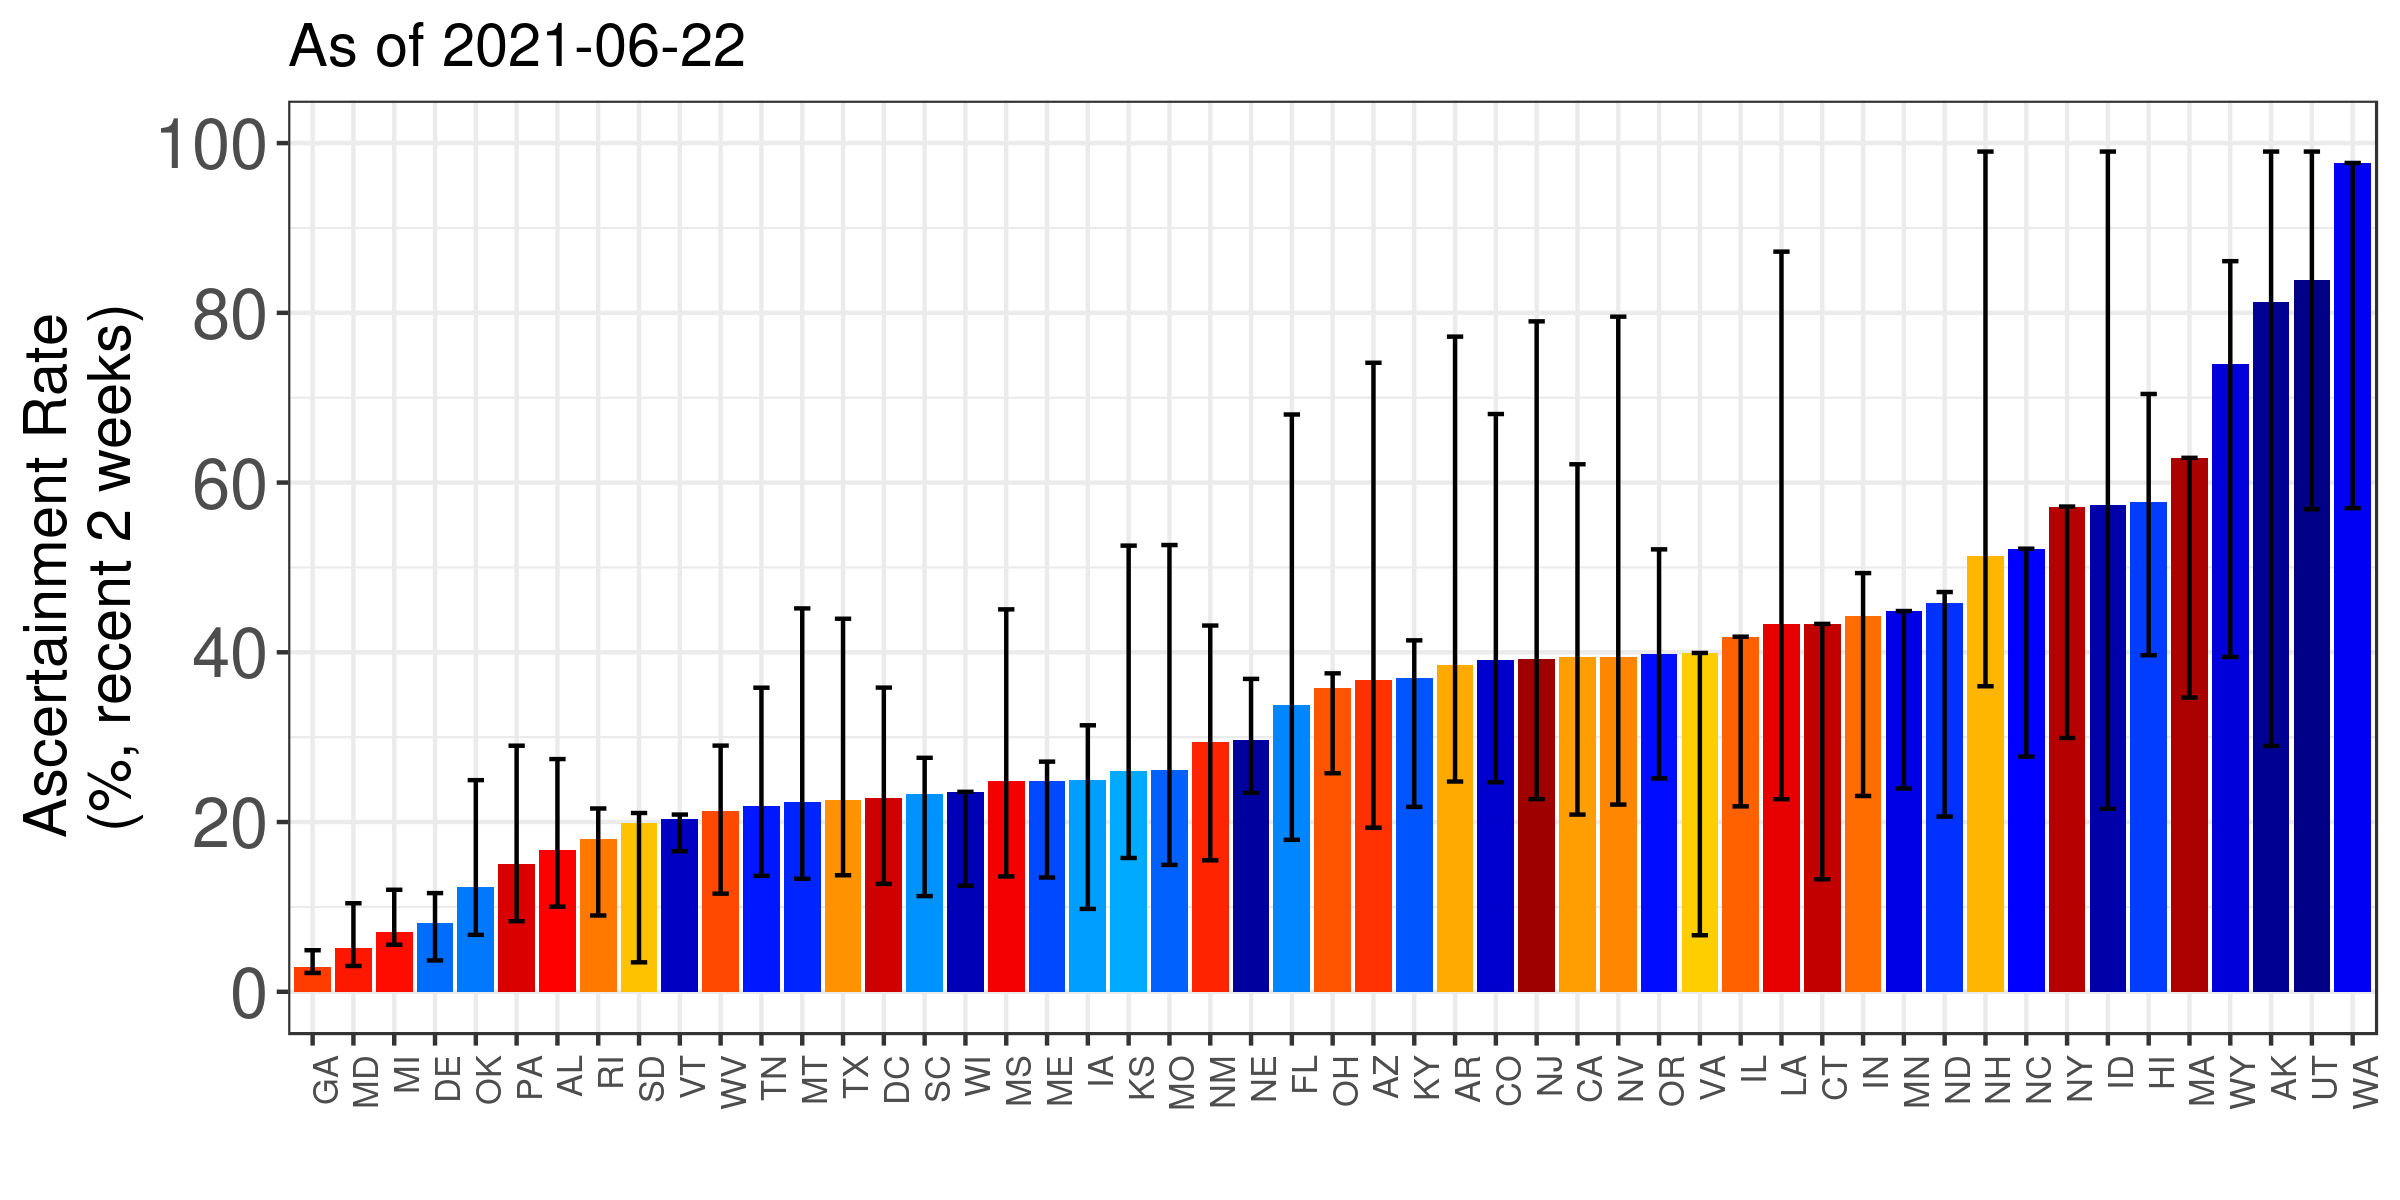 As of 2021-06-22
Ascertainment Rate
(%, recent 2 weeks)
100
80
60
40
20
0
GA MD MI DE OK PA AL RI SD VT WV TN MT TX DC SC WI MS ME IA KS MO NM NE FL OH AZ KY AR CO NJ CA NV OR VA IL LA CT IN MN ND NH NC NY ID HI MA WY AK UT WA